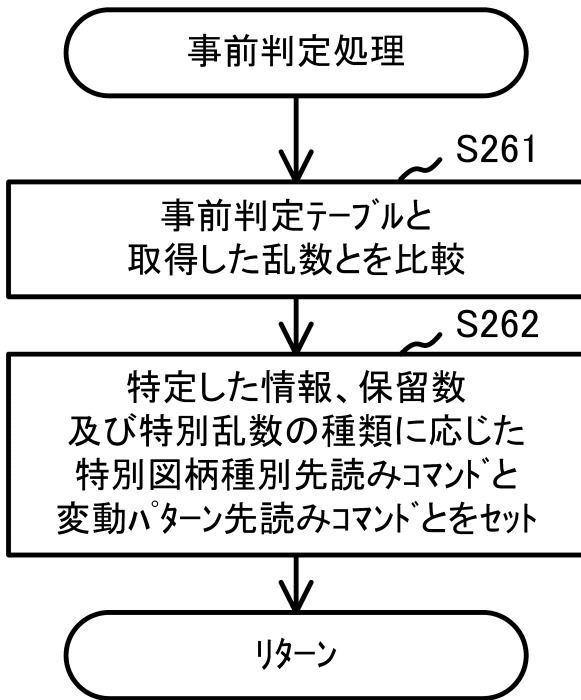 事前判定処理
S261
事前判定ﾃｰﾌﾞﾙと
取得した乱数とを比較
S262
特定した情報、保留数
及び特別乱数の種類に応じた
特別図柄種別先読みｺﾏﾝﾄﾞと
変動ﾊﾟﾀｰﾝ先読みｺﾏﾝﾄﾞとをｾｯﾄ
ﾘﾀｰﾝ